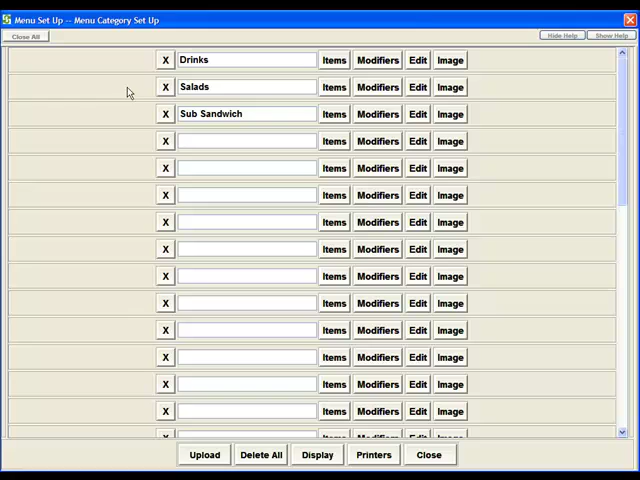 Menu Set Up -- Menu Category Set Up
Close All Hide Help Show Help
X Drinks Items Modifiers Edit Image
X Salads Items Modifiers Edit Image
X Sub Sandwich Items Modifiers Edit Image
X Items Modifiers Edit Image
X Items Modifiers Edit Image
X Items Modifiers Edit Image
X Items Modifiers Edit Image
X Items Modifiers Edit Image
X Items Modifiers Edit Image
X Items Modifiers Edit Image
X Items Modifiers Edit Image
X Items Modifiers Edit Image
X Items Modifiers Edit Image
X Items Modifiers Edit Image
Upload Delete All Display Printers Close